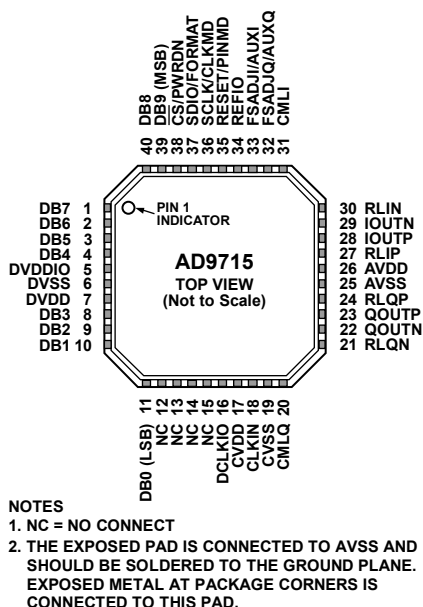 40 DB8
39 DB9 (MSB)
38 CS/PWRDN
37 SDIO/FORMAT
36 SCLK/CLKMD
35 RESET/PINMD
34 REFIO
33 FSADJI/AUXI
32 FSADJQ/AUXQ
31 CMLI
PIN 1
INDICATOR
DB7 1
DB6 2
DB5 3
DB4 4
DVDDIO 5
DVSS 6
DVDD 7
DB3 8
DB2 9
DB1 10
AD9715
TOP VIEW
(Not to Scale)
30 RLIN
29 IOUTN
28 IOUTP
27 RLIP
26 AVDD
25 AVSS
24 RLQP
23 QOUTP
22 QOUTN
21 RLQN
DB0 (LSB) 11
NC 12
NC 13
NC 14
NC 15
DCLKIO 16
CVDD 17
CLKIN 18
CVSS 19
CMLQ 20
NOTES
1. NC = NO CONNECT
2. THE EXPOSED PAD IS CONNECTED TO AVSS AND
SHOULD BE SOLDERED TO THE GROUND PLANE.
EXPOSED METAL AT PACKAGE CORNERS IS
CONNECTED TO THIS PAD.